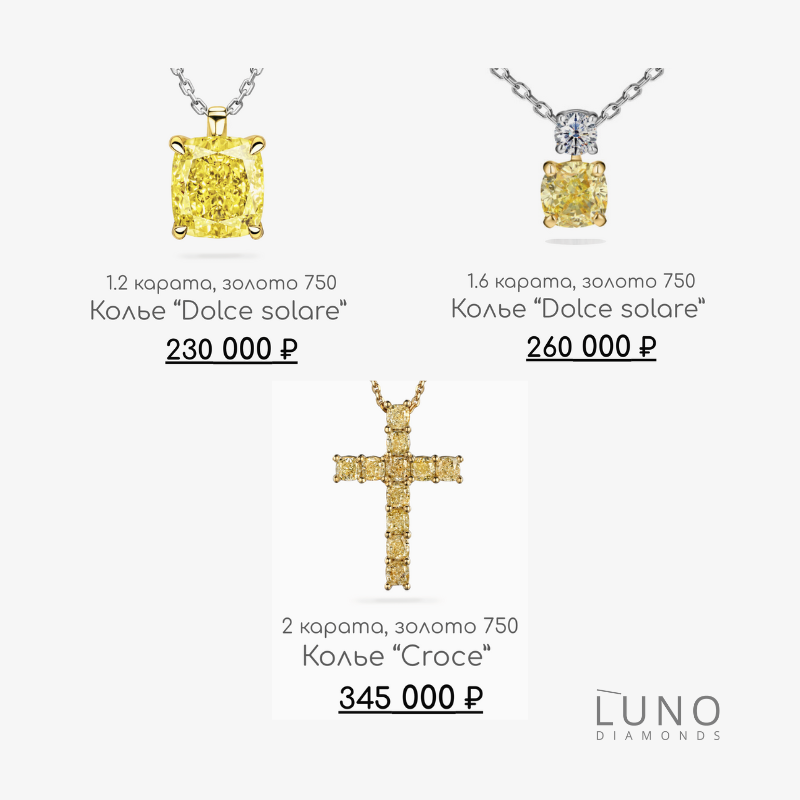 1.2 карата, золото 750
Колье “Dolce solare”
230 000 ₽
1.6 карата, золото 750
Колье “Dolce solare”
260 000 ₽
2 карата, золото 750
Колье “Croce”
345 000 ₽
LUNO
DIAMONDS